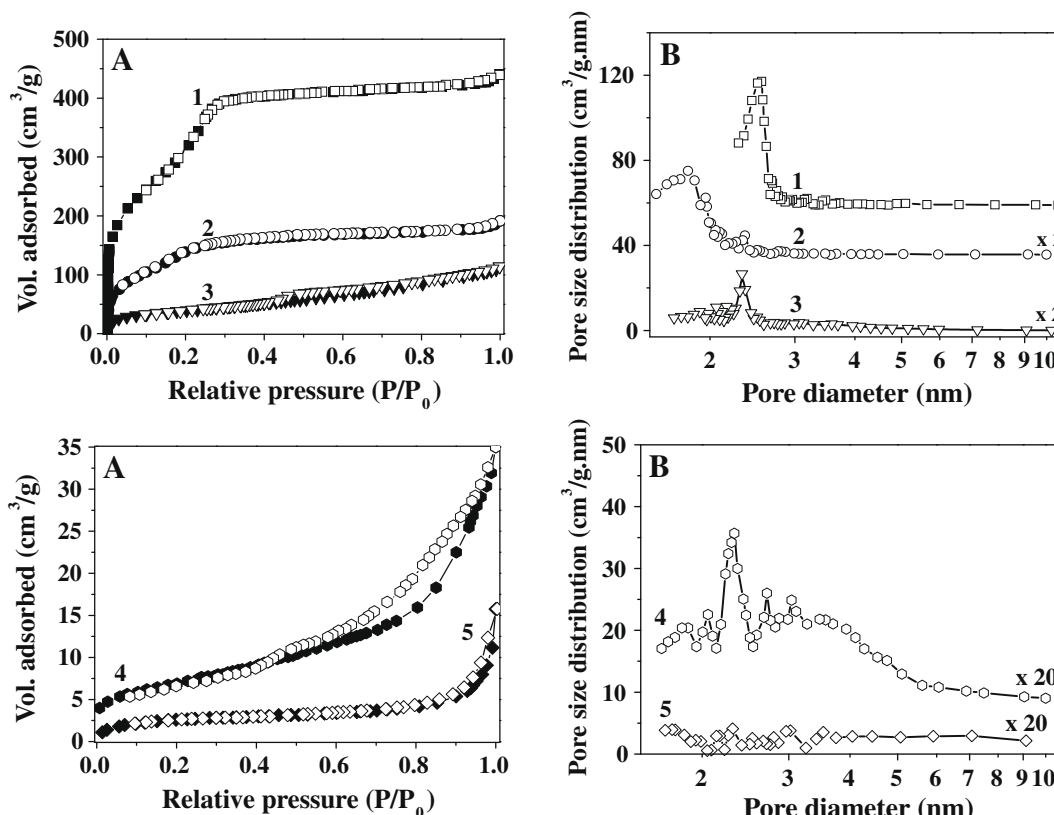 A
Vol. adsorbed (cm³/g)
500
400
300
200
100
0
1
2
3
0.0 0.2 0.4 0.6 0.8 1.0
Relative pressure (P/P₀)
B
Pore size distribution (cm³/g.nm)
120
80
40
0
1
2
3
x 2
2 3 4 5 6 7 8 9 10
Pore diameter (nm)
A
Vol. adsorbed (cm³/g)
35
30
25
20
15
10
5
0
4
5
0.0 0.2 0.4 0.6 0.8 1.0
Relative pressure (P/P₀)
B
Pore size distribution (cm³/g.nm)
50
40
30
20
10
0
4
5
x 20
x 20
2 3 4 5 6 7 8 9 10
Pore diameter (nm)